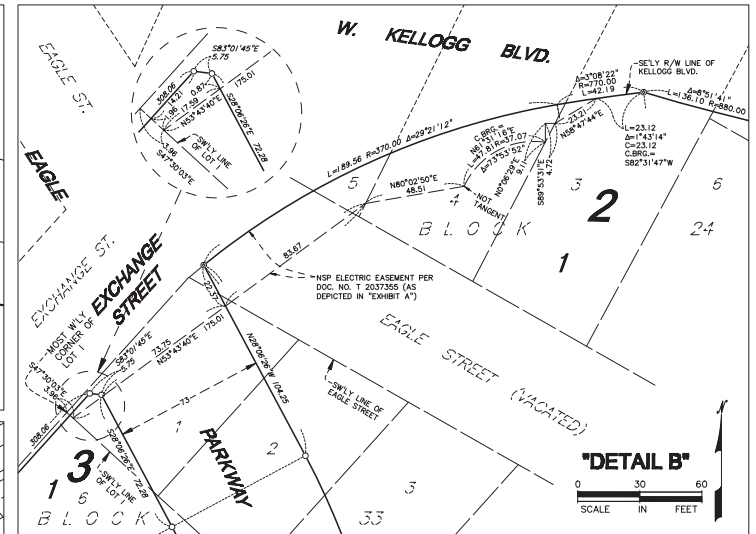 W. KELLOGG BLVD.
EAGLE ST.
S83°01'45"E
5.75
308.06
14.21
0.87
175.01
1.96
17.59
N53°43'40"E
S28°06'26"E
72.28
SW'LY LINE
OF LOT 1
3.96
S47°30'03"E
EAGLE
Δ=3°08'22"
R=770.00
L=42.19
SE'LY R/W LINE OF
KELLOGG BLVD.
Δ=8°51'41"
L=136.10 R=880.00
23.21
N58°47'44"E
L=23.12
Δ=1°43'14"
C=23.12
C.BRG.=
S82°31'47"W
C.BRG.=
R=37.07
Δ=73°53'52"
N0°06'29"E
9.11
S89°53'31"E
4.72
L=189.56 R=370.00 Δ=29°21'12"
5
N80°02'50"E
48.51
4
NOT
TANGENT
3
2
6
24
BLOCK
1
EXCHANGE ST.
EXCHANGE
STREET
83.67
NSP ELECTRIC EASEMENT PER
DOC. NO. T 2037355 (AS
DEPICTED IN "EXHIBIT A")
22.37
MOST W'LY
CORNER OF
LOT 1
S83°01'45"E
5.75
73.75
175.01
N53°43'40"E
S47°30'03"E
3.96
N28°06'26"W 104.25
EAGLE STREET (VACATED)
SW'LY LINE OF
EAGLE STREET
73
308.06
S28°06'26"E
72.28
1
PARKWAY
2
3
3
1
6
SW'LY LINE
OF LOT 1
BLOCK
33
N
"DETAIL B"
0 30 60
SCALE IN FEET